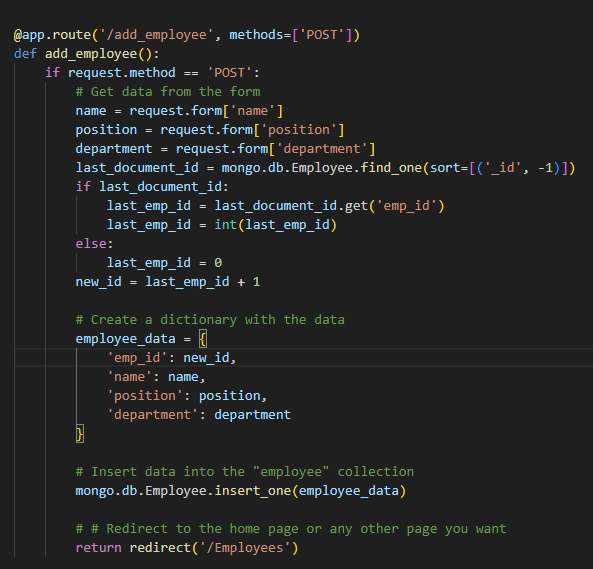 @app.route('/add_employee', methods=['POST'])
def add_employee():
    if request.method == 'POST':
        # Get data from the form
        name = request.form['name']
        position = request.form['position']
        department = request.form['department']
        last_document_id = mongo.db.Employee.find_one(sort=[('_id', -1)])
        if last_document_id:
            last_emp_id = last_document_id.get('emp_id')
            last_emp_id = int(last_emp_id)
        else:
            last_emp_id = 0
        new_id = last_emp_id + 1

        # Create a dictionary with the data
        employee_data = {
            'emp_id': new_id,
            'name': name,
            'position': position,
            'department': department
        }

        # Insert data into the "employee" collection
        mongo.db.Employee.insert_one(employee_data)

        # # Redirect to the home page or any other page you want
        return redirect('/Employees')